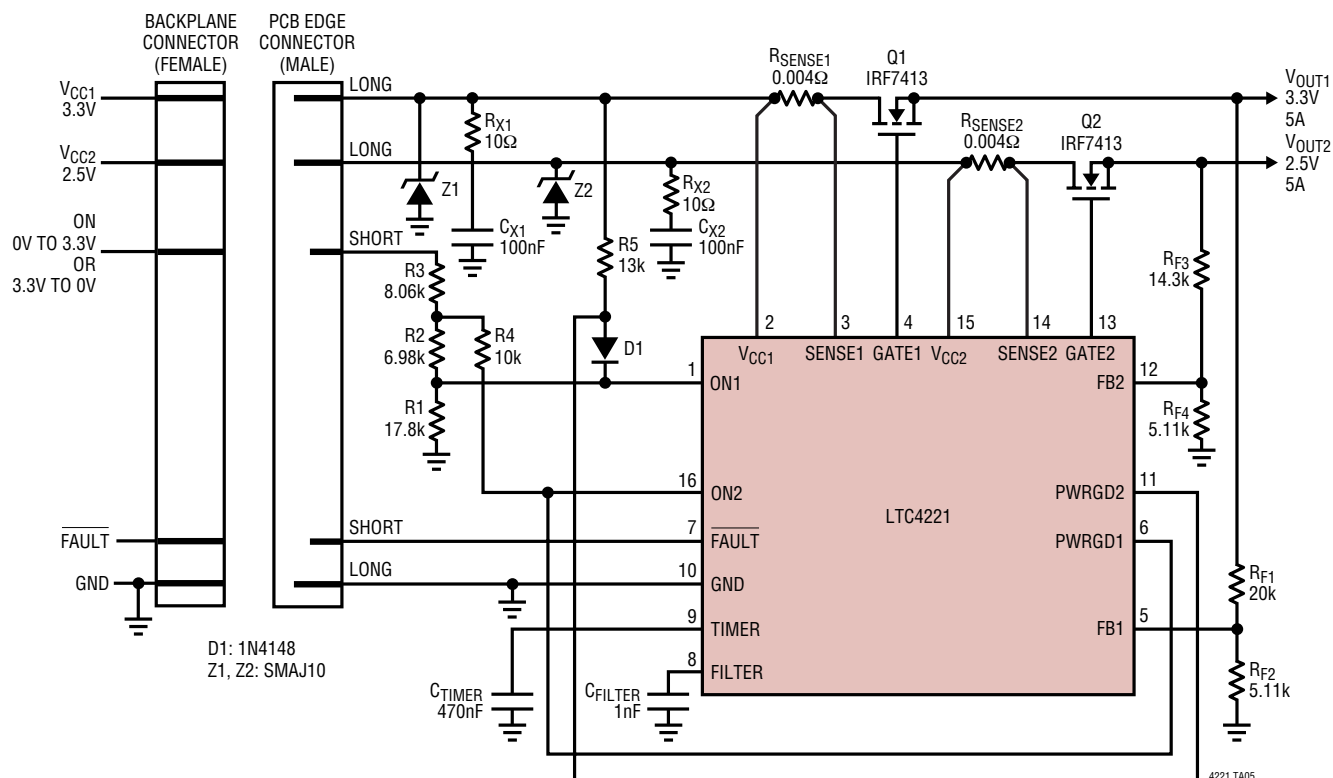 BACKPLANE
CONNECTOR
(FEMALE)
PCB EDGE
CONNECTOR
(MALE)
VCC1
3.3V
VCC2
2.5V
ON
0V TO 3.3V
OR
3.3V TO 0V
FAULT
GND
LONG
LONG
SHORT
SHORT
LONG
Z1
RX1
10Ω
CX1
100nF
Z2
RX2
10Ω
CX2
100nF
R5
13k
D1
R3
8.06k
R2
6.98k
R4
10k
R1
17.8k
RSENSE1
0.004Ω
Q1
IRF7413
RSENSE2
0.004Ω
Q2
IRF7413
VOUT1
3.3V
5A
VOUT2
2.5V
5A
RF3
14.3k
RF4
5.11k
RF1
20k
RF2
5.11k
2 3 4 15 14 13
VCC1 SENSE1 GATE1 VCC2 SENSE2 GATE2
1 ON1
16 ON2
7 FAULT
10 GND
9 TIMER
8 FILTER
LTC4221
FB2 12
PWRGD2 11
PWRGD1 6
FB1 5
CTIMER
470nF
CFILTER
1nF
D1: 1N4148
Z1, Z2: SMAJ10
4221 TA05